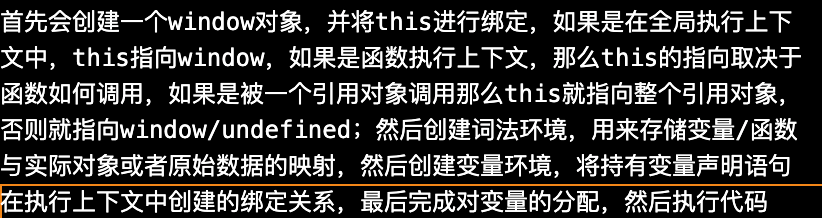 首先会创建一个window对象，并将this进行绑定，如果是在全局执行上下
文中，this指向window，如果是函数执行上下文，那么this的指向取决于
函数如何调用，如果是被一个引用对象调用那么this就指向整个引用对象，
否则就指向window/undefined；然后创建词法环境，用来存储变量/函数
与实际对象或者原始数据的映射，然后创建变量环境，将持有变量声明语句
在执行上下文中创建的绑定关系，最后完成对变量的分配，然后执行代码